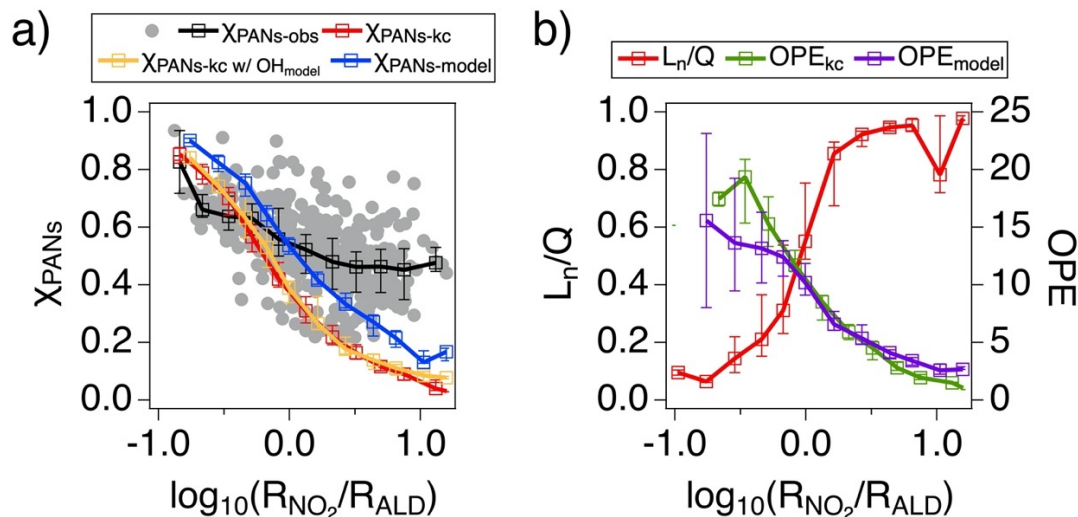 a)
χPANs-obs χPANs-kc
χPANs-kc w/ OHmodel χPANs-model
1.0
0.8
0.6
0.4
0.2
0.0
χPANs
-1.0 0.0 1.0
log10(RNO2/RALD)
b)
Ln/Q OPEkc OPEmodel
1.0
0.8
0.6
0.4
0.2
0.0
Ln/Q
25
20
15
10
5
0
OPE
-1.0 0.0 1.0
log10(RNO2/RALD)